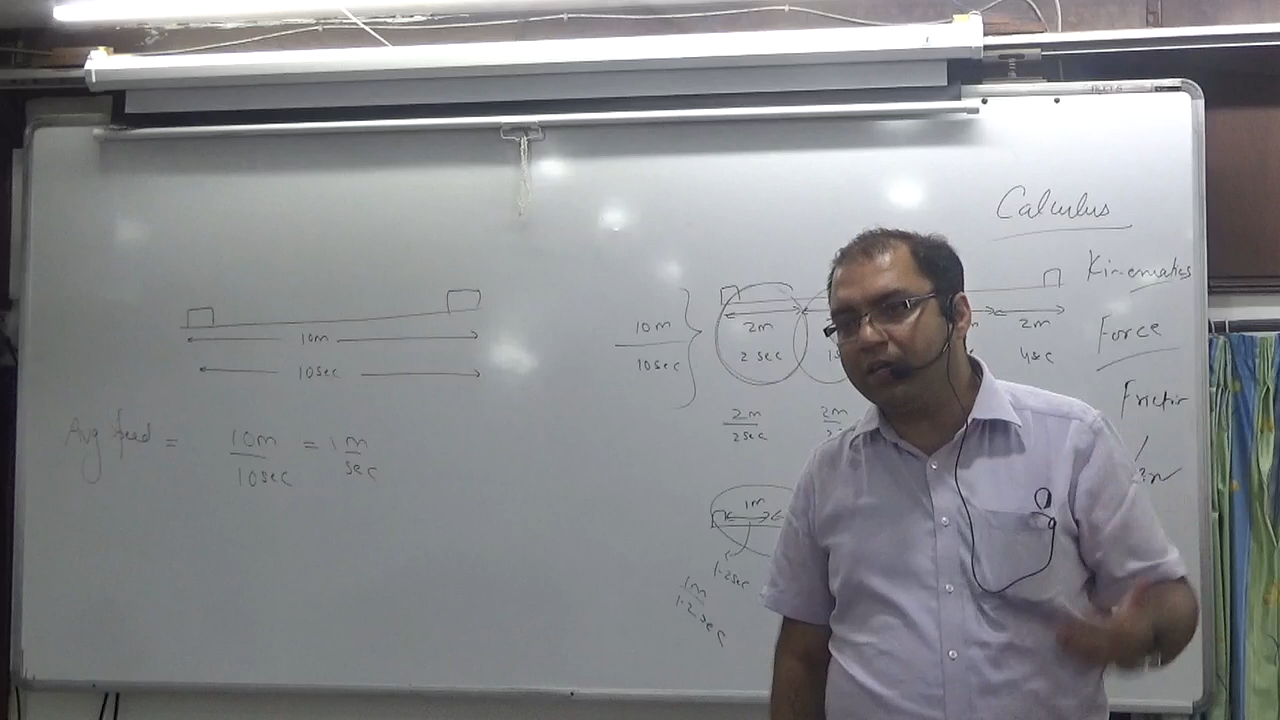 Calculus
Kinematics
Force
10m
10sec
Avg speed = 10m/10sec = 1 m/sec
10m
10sec
2m
2m
2 sec
4sec
2m
2sec
2m
1m
1.2sec
1m
1.2sec